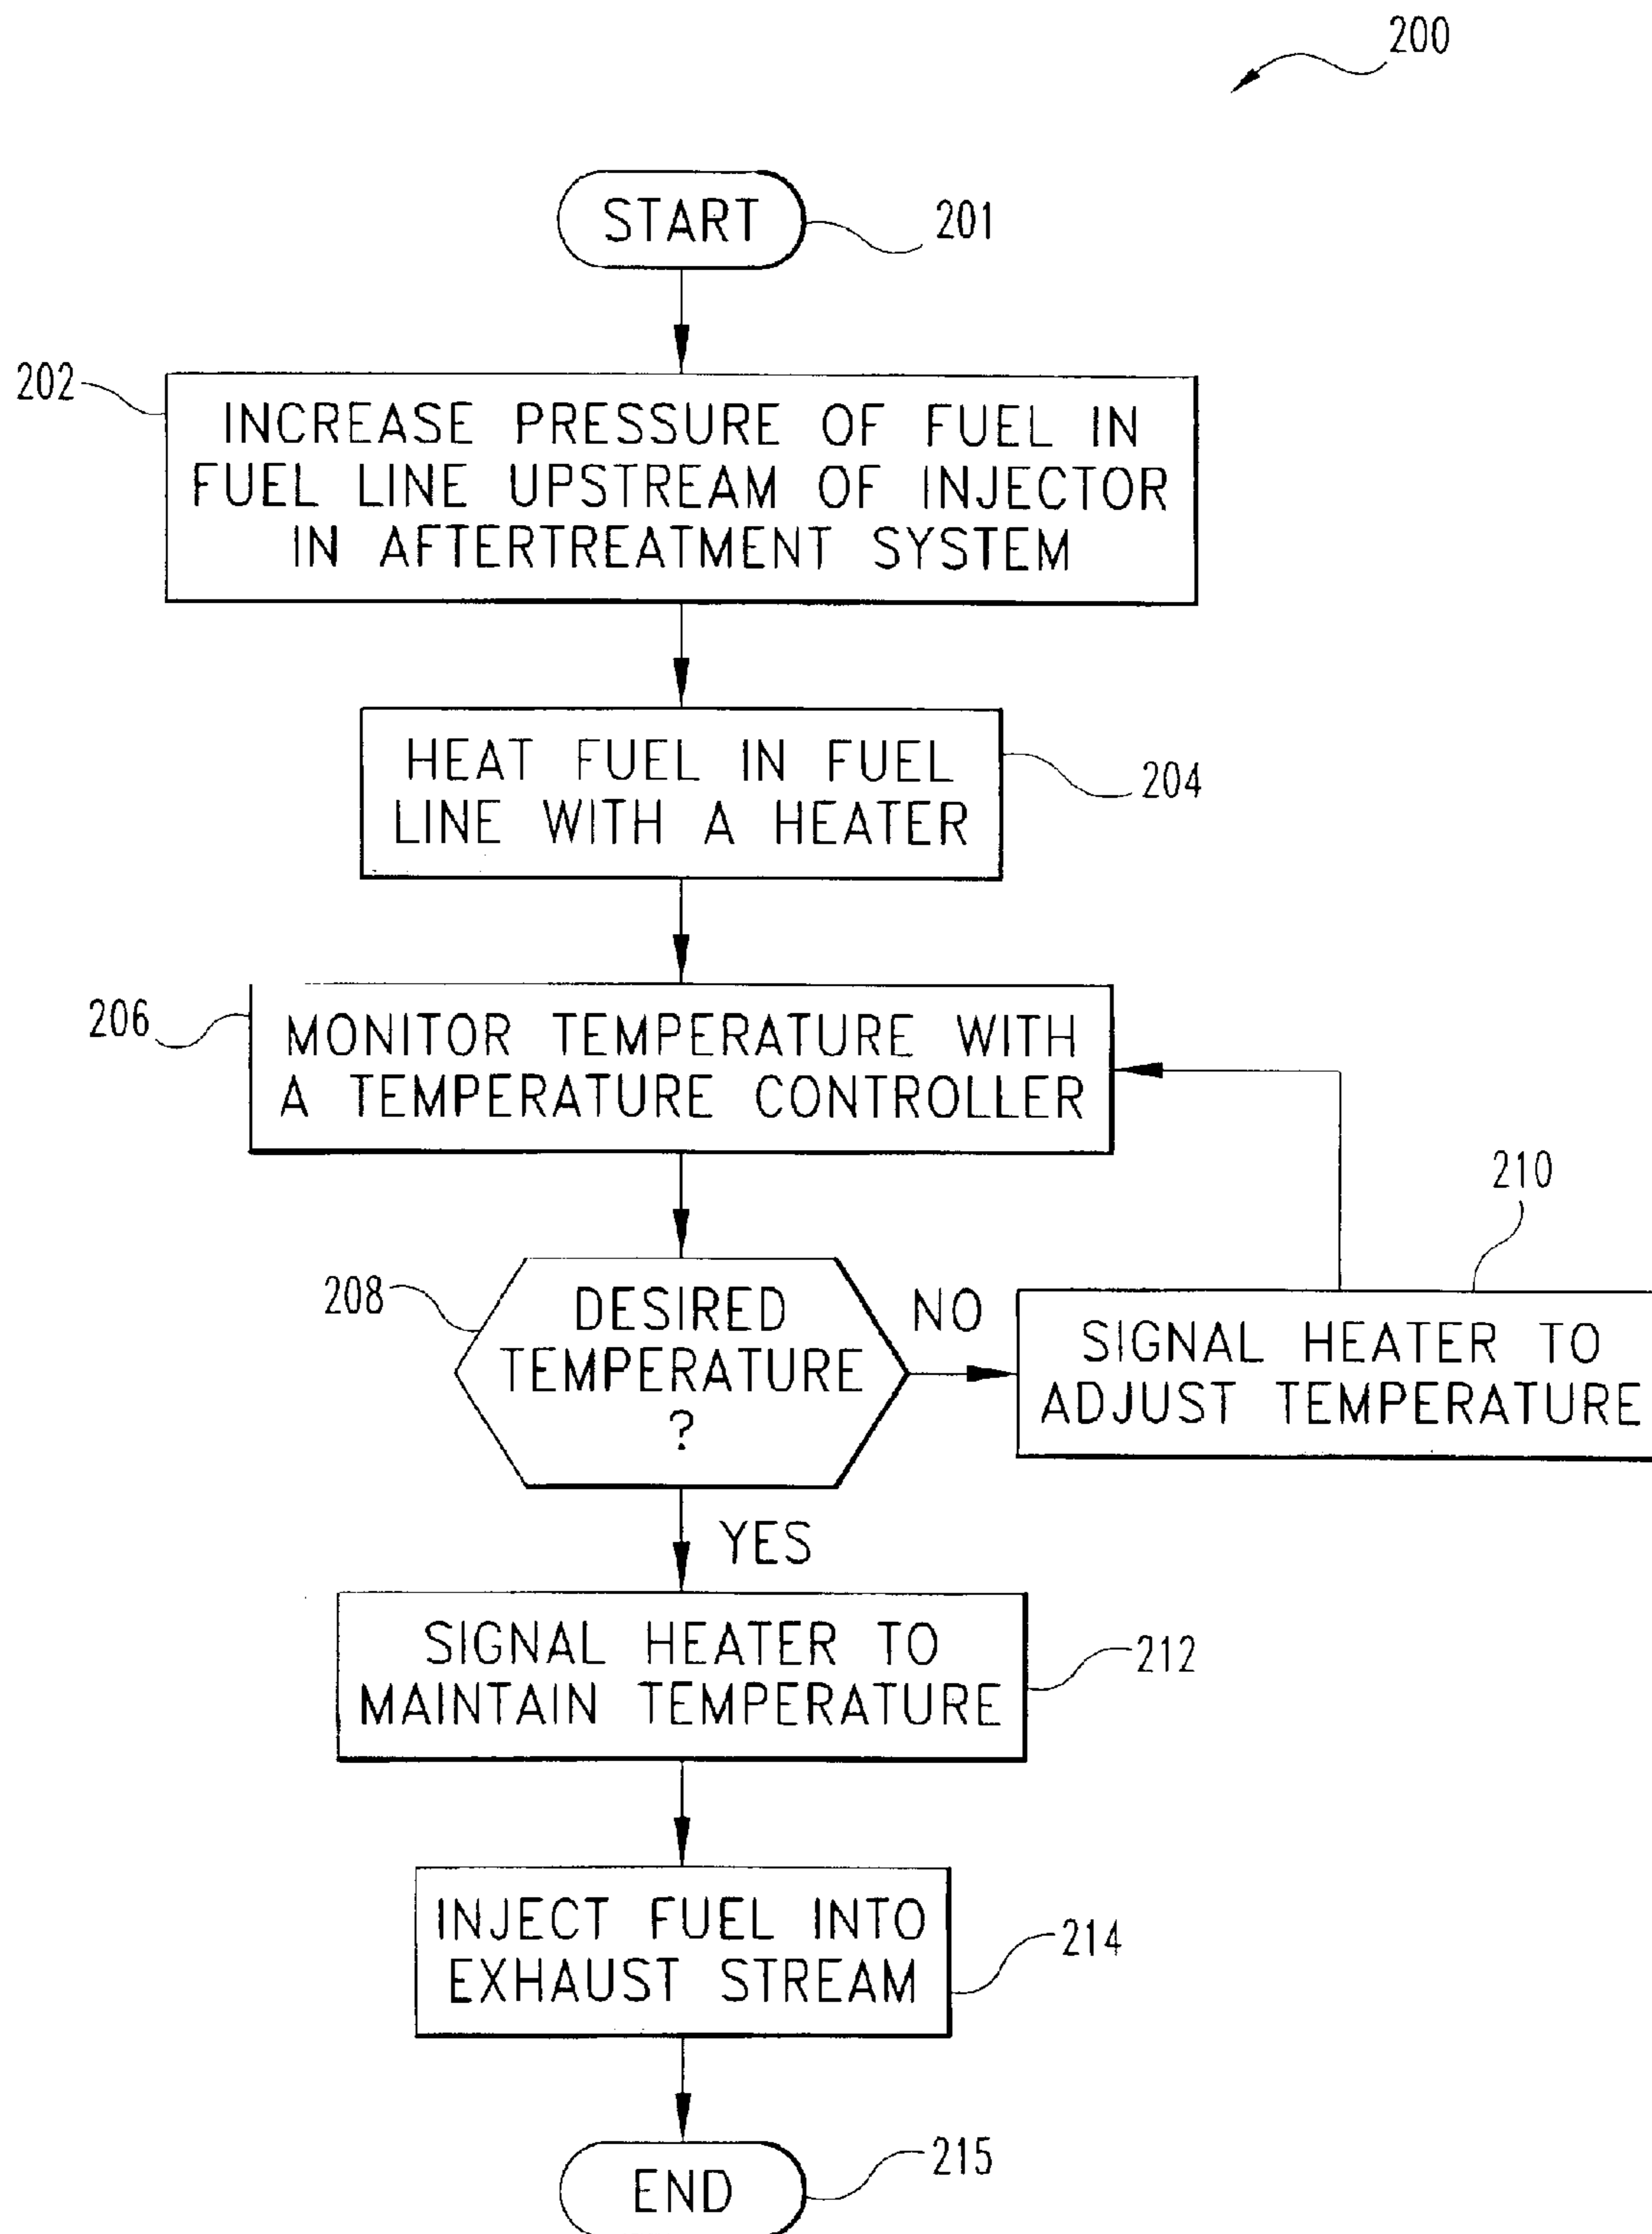 200
START
201
202
INCREASE PRESSURE OF FUEL IN
FUEL LINE UPSTREAM OF INJECTOR
IN AFTERTREATMENT SYSTEM
HEAT FUEL IN FUEL
LINE WITH A HEATER
204
206
MONITOR TEMPERATURE WITH
A TEMPERATURE CONTROLLER
208
DESIRED
TEMPERATURE
?
NO
210
SIGNAL HEATER TO
ADJUST TEMPERATURE
YES
SIGNAL HEATER TO
MAINTAIN TEMPERATURE
212
INJECT FUEL INTO
EXHAUST STREAM
214
END
215